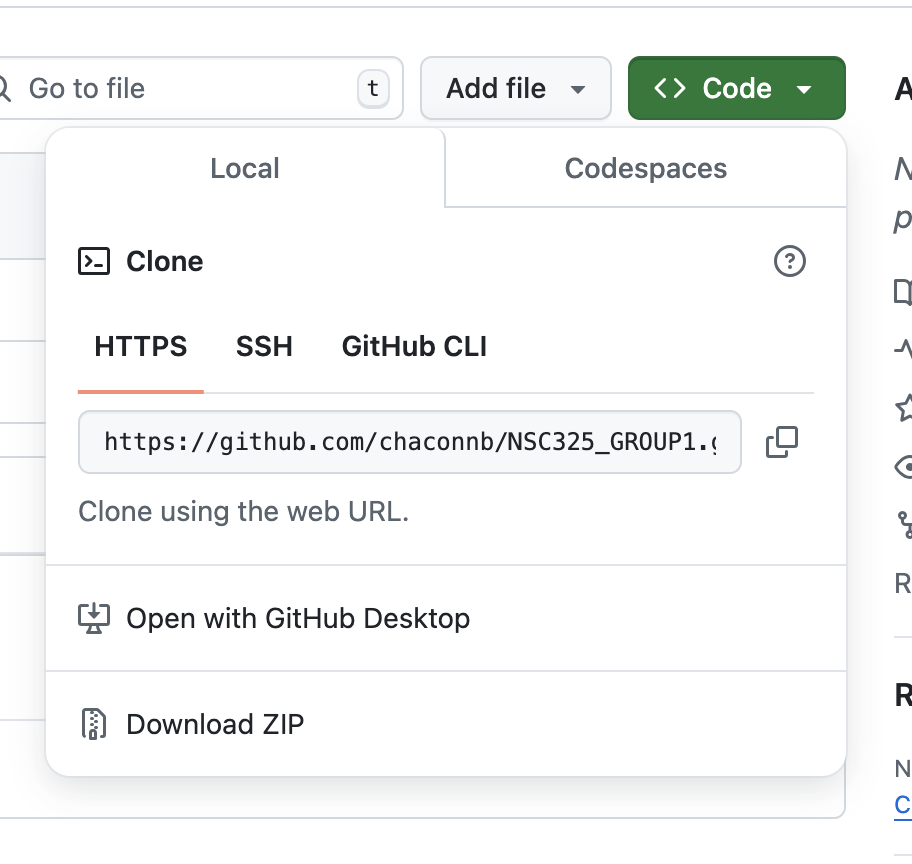 Go to file t Add file Code
Local Codespaces
Clone
HTTPS SSH GitHub CLI
https://github.com/chaconnb/NSC325_GROUP1.
Clone using the web URL.
Open with GitHub Desktop
Download ZIP